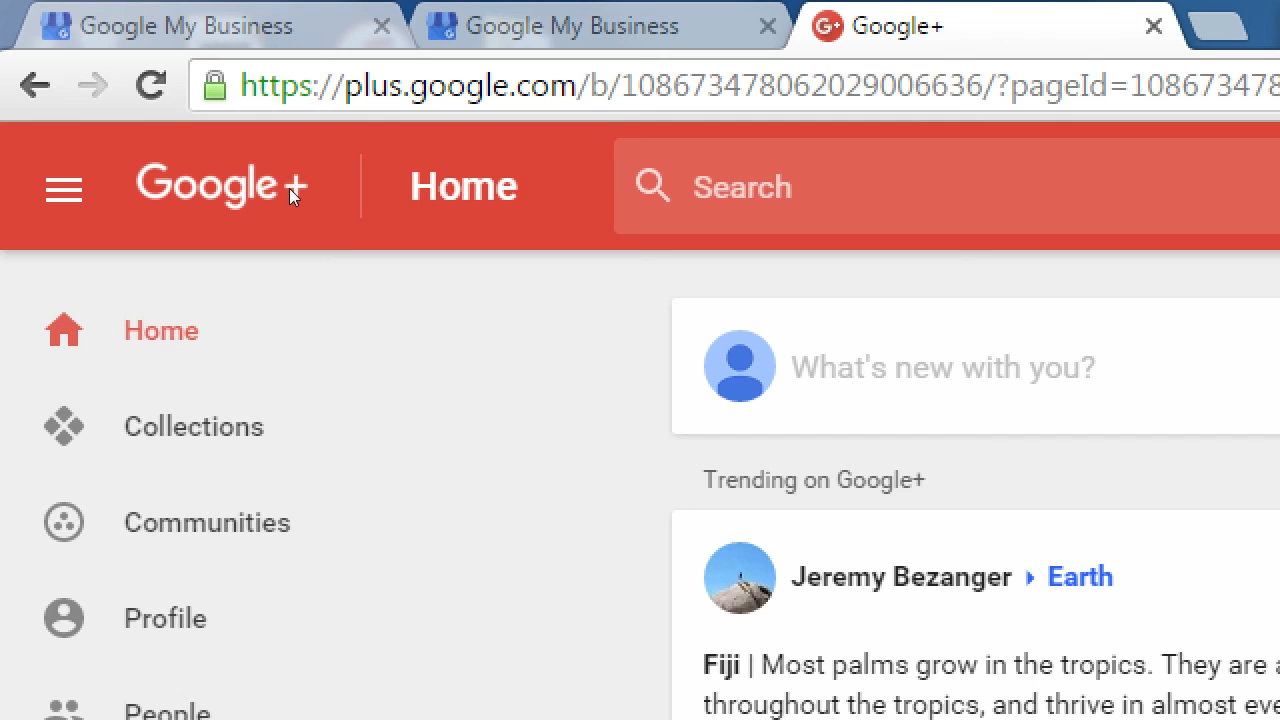 Google My Business
Google My Business
Google+
https://plus.google.com/b/108673478062029006636/?pageId=108673478
Google+
Home
Search
Home
What's new with you?
Collections
Trending on Google+
Communities
Jeremy Bezanger
Earth
Profile
Fiji | Most palms grow in the tropics. They are a
People
throughout the tropics, and thrive in almost eve